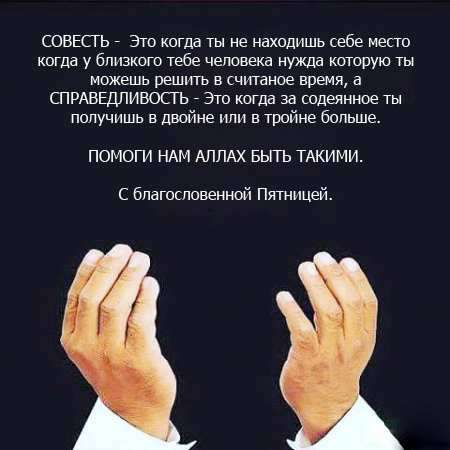 СОВЕСТЬ - Это когда ты не находишь себе место
когда у близкого тебе человека нужда которую ты
можешь решить в считаное время, а
СПРАВЕДЛИВОСТЬ - Это когда за содеянное ты
получишь в двойне или в тройне больше.
ПОМОГИ НАМ АЛЛАХ БЫТЬ ТАКИМИ.
С благословенной Пятницей.